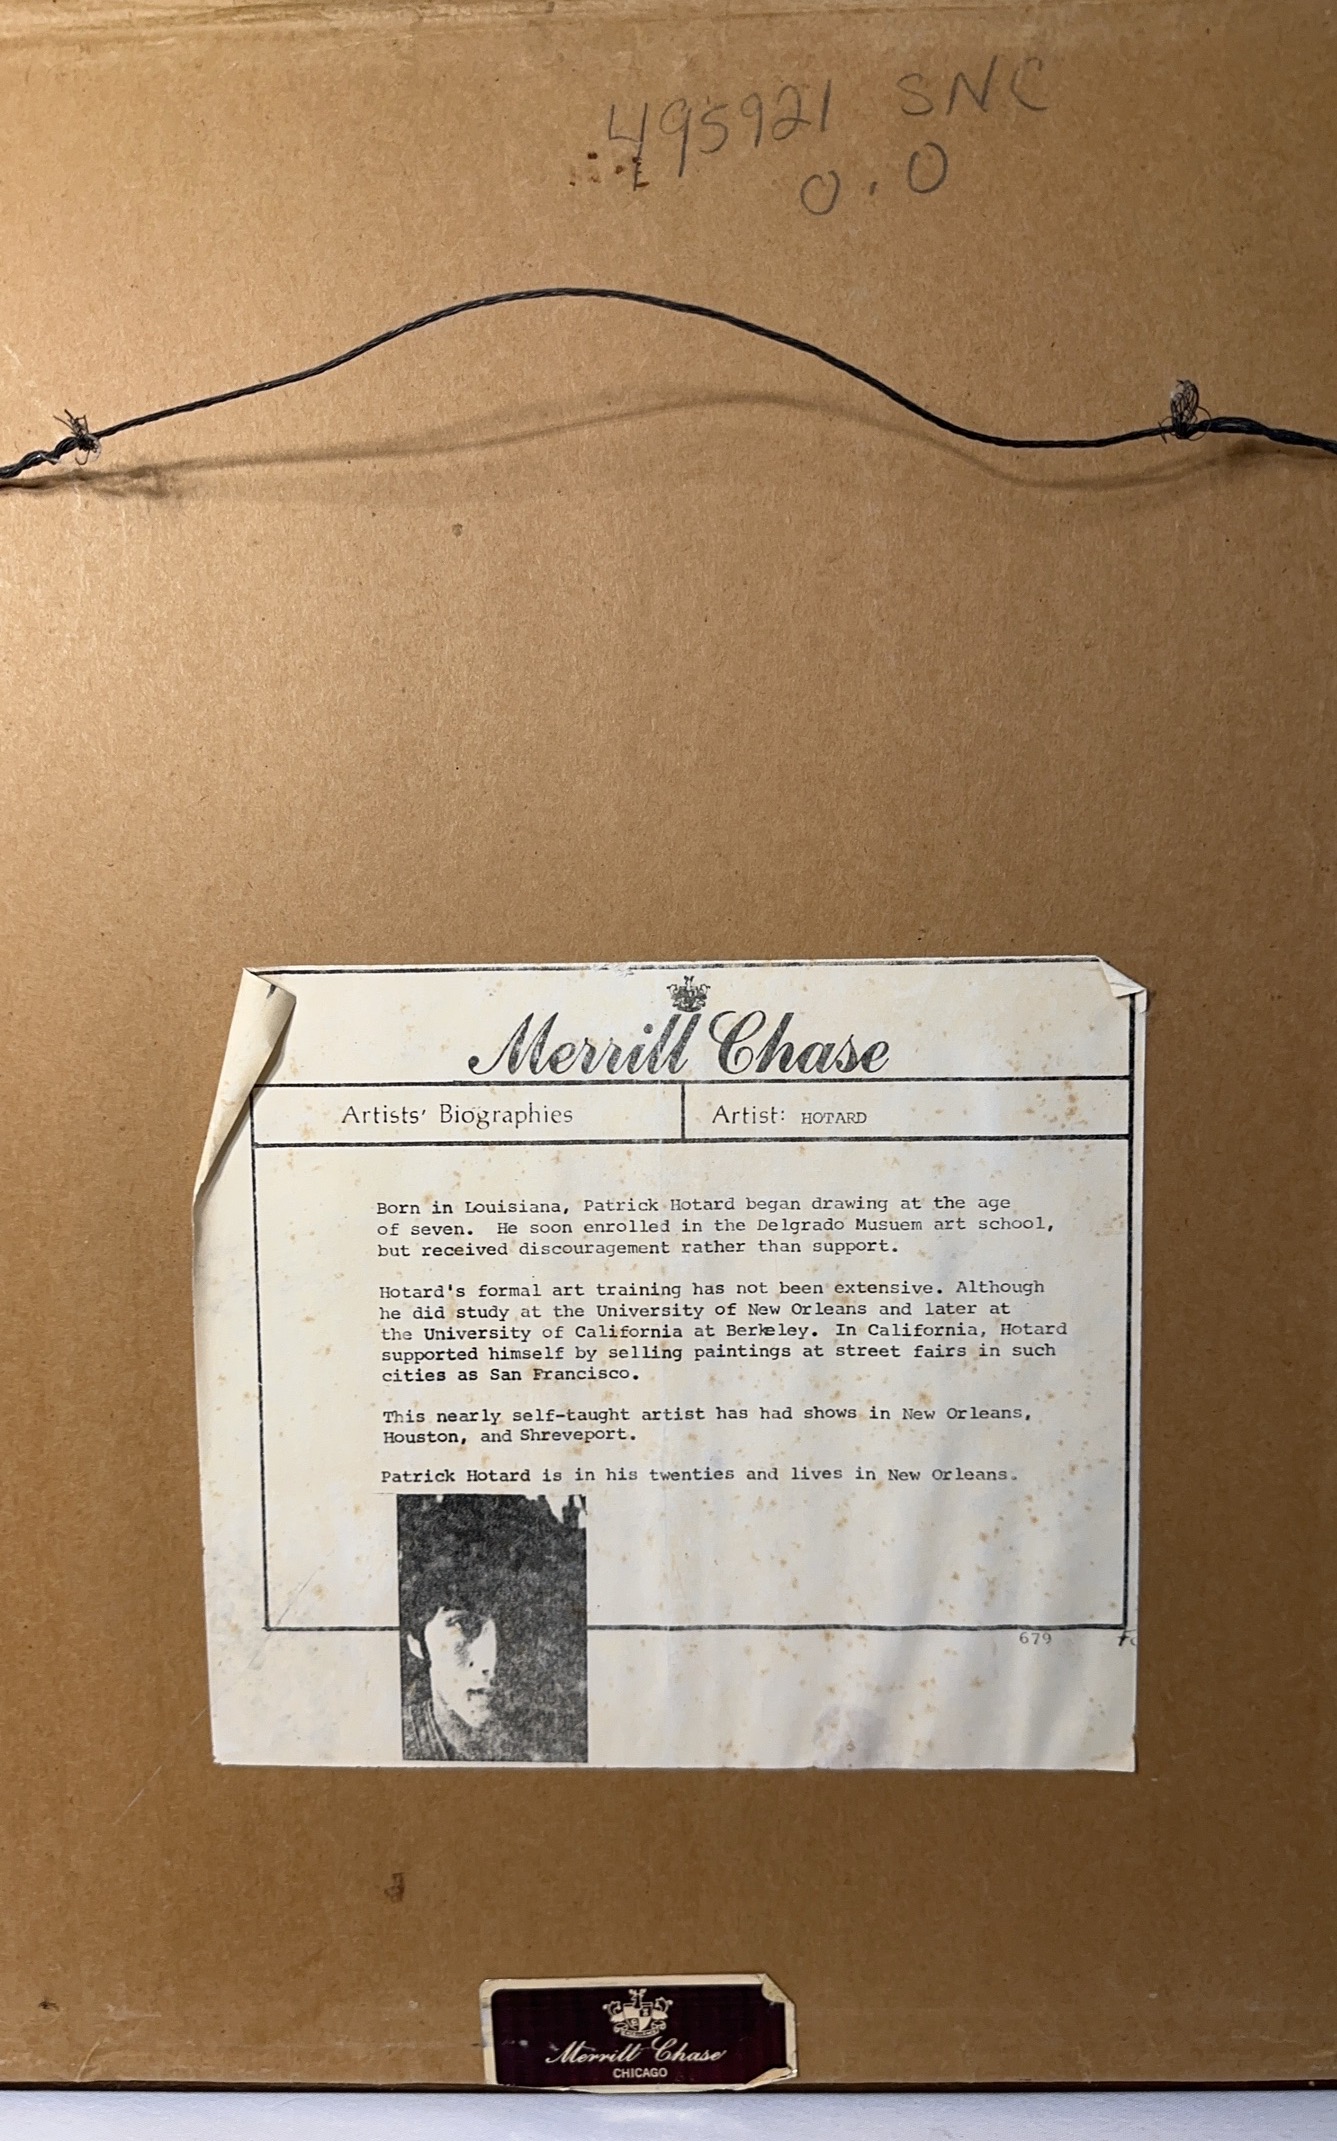 495921 SNC
0.0
Merrill Chase
Artists' Biographies
Artist: HOTARD
Born in Louisiana, Patrick Hotard began drawing at the age
of seven. He soon enrolled in the Delgrado Musuem art school,
but received discouragement rather than support.
Hotard's formal art training has not been extensive. Although
he did study at the University of New Orleans and later at
the University of California at Berkeley. In California, Hotard
supported himself by selling paintings at street fairs in such
cities as San Francisco.
This nearly self-taught artist has had shows in New Orleans,
Houston, and Shreveport.
Patrick Hotard is in his twenties and lives in New Orleans.
679
Merrill Chase
CHICAGO